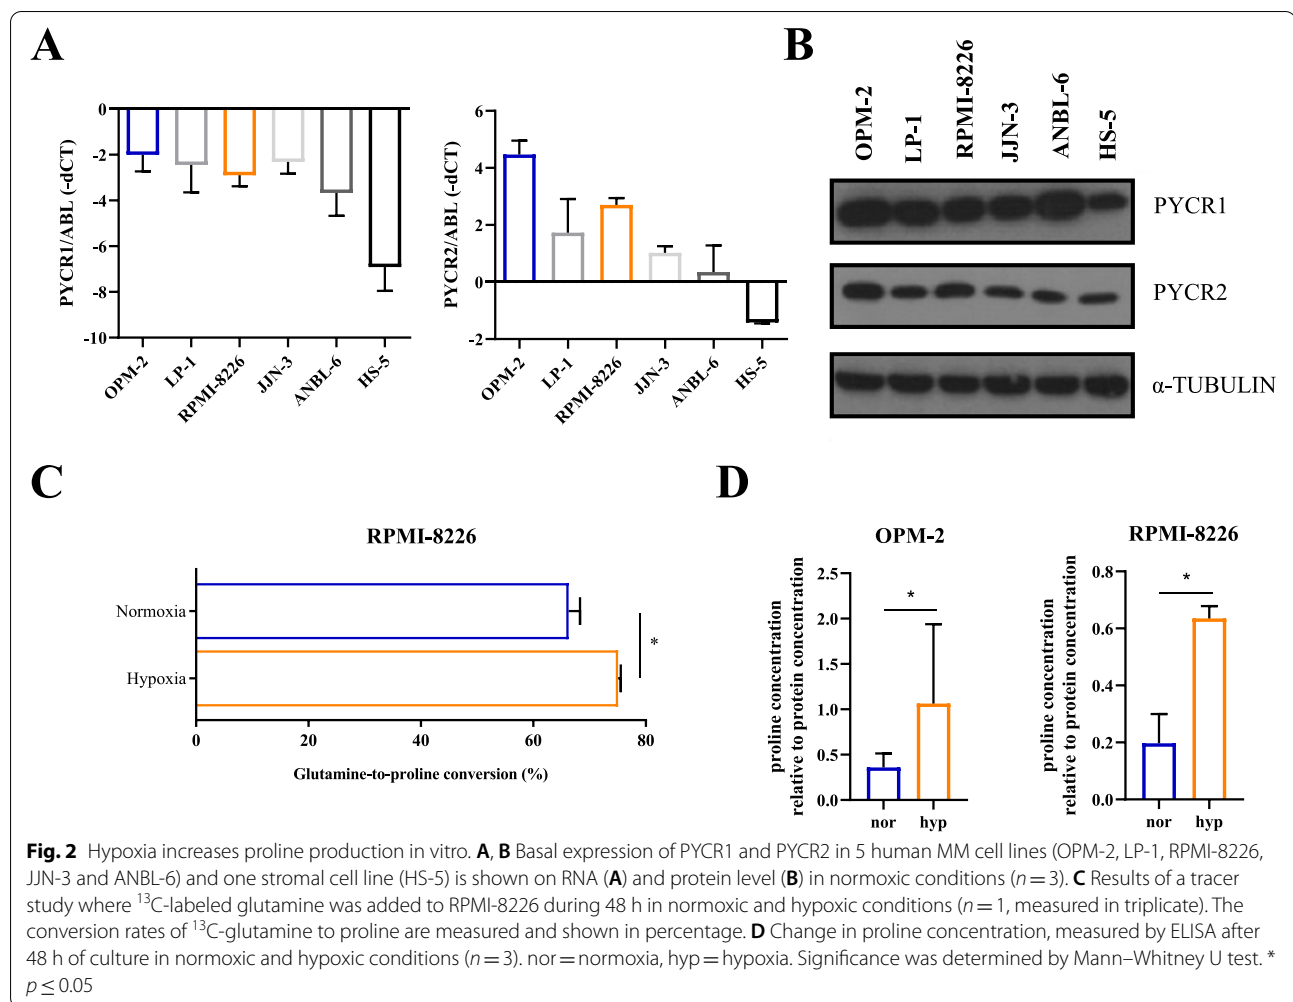 A
0
-2
-4
-6
-8
-10
PYCR1/ABL (-dCT)
OPM-2
LP-1
RPMI-8226
JJN-3
ANBL-6
HS-5
6
4
2
0
-2
PYCR2/ABL (-dCT)
OPM-2
LP-1
RPMI-8226
JJN-3
ANBL-6
HS-5
B
OPM-2
LP-1
RPMI-8226
JJN-3
ANBL-6
HS-5
PYCR1
PYCR2
α-TUBULIN
C
RPMI-8226
Normoxia
Hypoxia
*
0 20 40 60 80
Glutamine-to-proline conversion (%)
D
OPM-2
proline concentration
relative to protein concentration
2.5
2.0
1.5
1.0
0.5
0.0
*
nor hyp
RPMI-8226
proline concentration
relative to protein concentration
0.8
0.6
0.4
0.2
0.0
*
nor hyp
Fig. 2 Hypoxia increases proline production in vitro. A, B Basal expression of PYCR1 and PYCR2 in 5 human MM cell lines (OPM-2, LP-1, RPMI-8226,
JJN-3 and ANBL-6) and one stromal cell line (HS-5) is shown on RNA (A) and protein level (B) in normoxic conditions (n = 3). C Results of a tracer
study where ¹³C-labeled glutamine was added to RPMI-8226 during 48 h in normoxic and hypoxic conditions (n = 1, measured in triplicate). The
conversion rates of ¹³C-glutamine to proline are measured and shown in percentage. D Change in proline concentration, measured by ELISA after
48 h of culture in normoxic and hypoxic conditions (n = 3). nor = normoxia, hyp = hypoxia. Significance was determined by Mann–Whitney U test. *
p ≤ 0.05